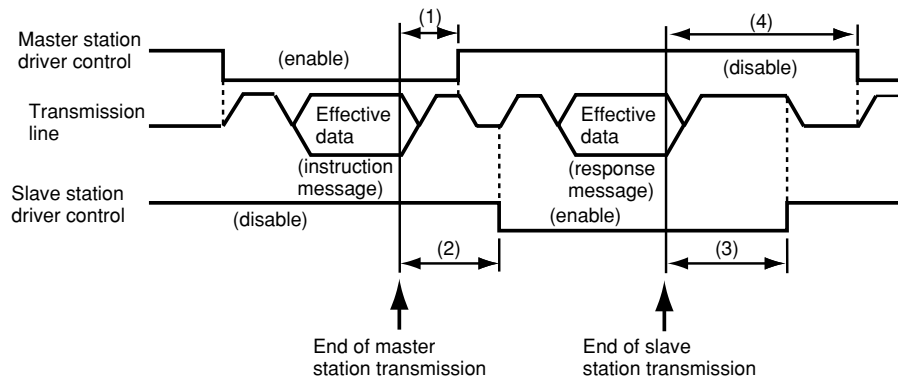 (1)
(4)
Master station
driver control
(enable)
(disable)
Transmission
line
Effective
data
Effective
data
(instruction
message)
(response
message)
Slave station
driver control
(disable)
(enable)
(2)
(3)
End of master
station transmission
End of slave
station transmission